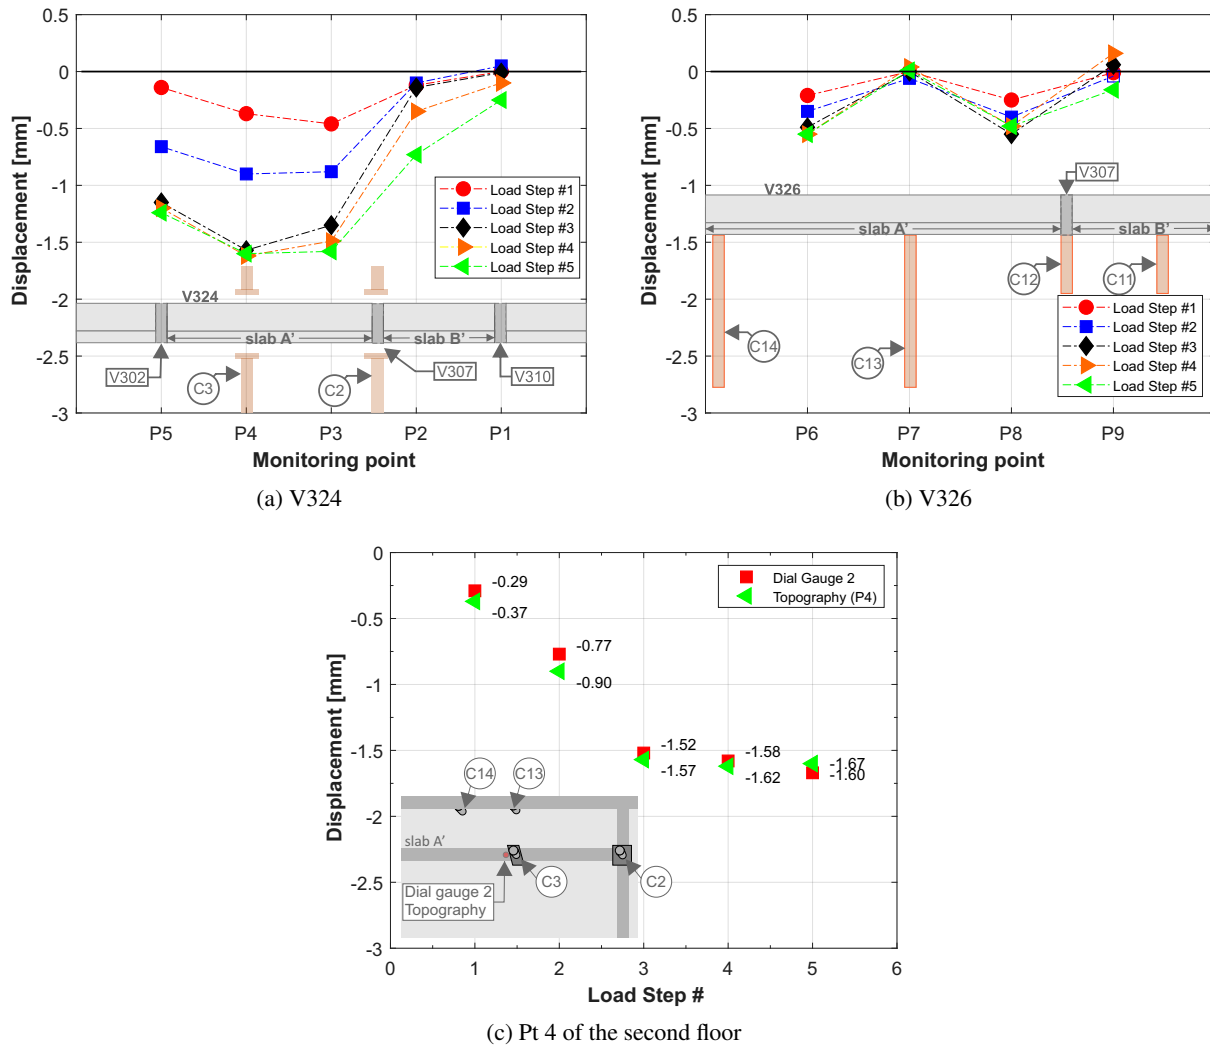 0.5
0
-0.5
-1
-1.5
-2
-2.5
-3
Displacement [mm]
Load Step #1
Load Step #2
Load Step #3
Load Step #4
Load Step #5
V324
slab A'
slab B'
V302
C3
C2
V307
V310
P5 P4 P3 P2 P1
Monitoring point
(a) V324
0.5
0
-0.5
-1
-1.5
-2
-2.5
-3
Displacement [mm]
V307
V326
slab A'
slab B'
C12
C11
C14
C13
Load Step #1
Load Step #2
Load Step #3
Load Step #4
Load Step #5
P6 P7 P8 P9
Monitoring point
(b) V326
0
-0.5
-1
-1.5
-2
-2.5
-3
Displacement [mm]
Dial Gauge 2
Topography (P4)
-0.29
-0.37
-0.77
-0.90
-1.52
-1.57
-1.58
-1.62
-1.67
-1.60
C14
C13
slab A'
C3
C2
Dial gauge 2
Topography
0 1 2 3 4 5 6
Load Step #
(c) Pt 4 of the second floor